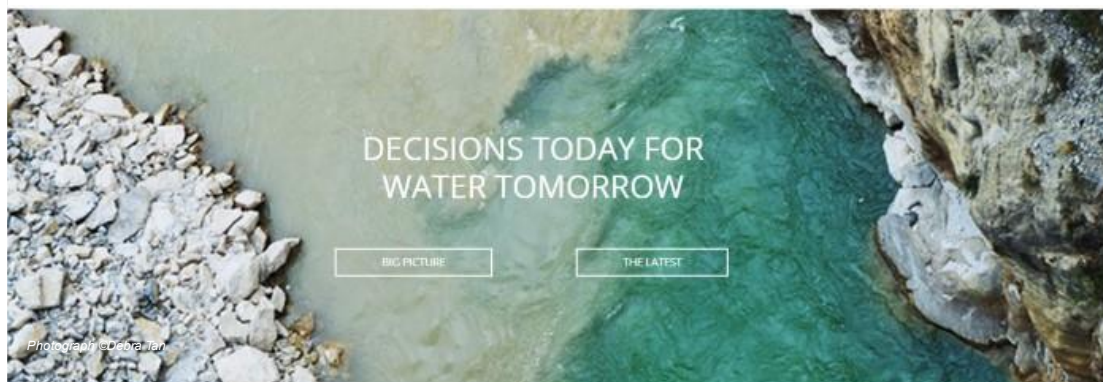 DECISIONS TODAY FOR
WATER TOMORROW
BIG PICTURE
THE LATEST
Photograph ©Debra Tan